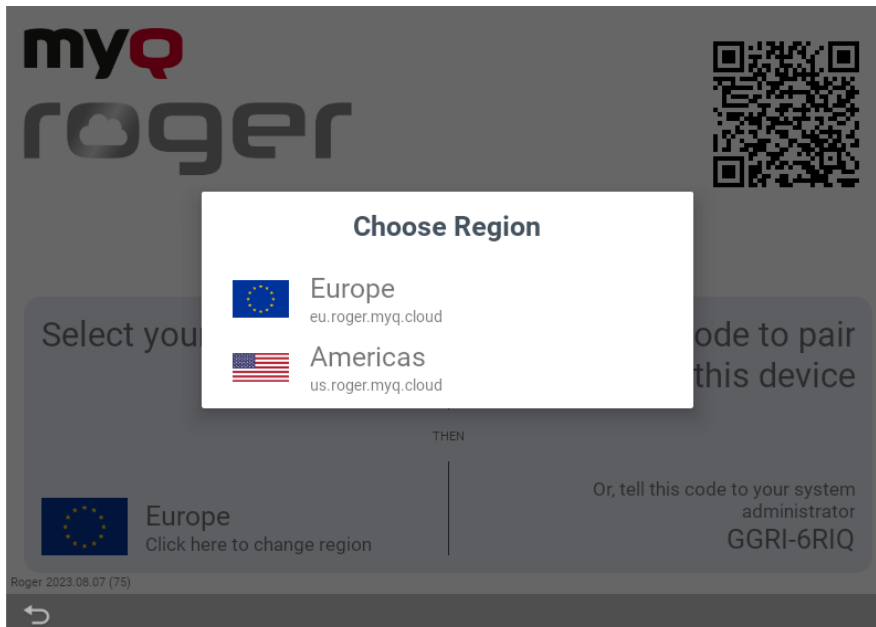 myQ
roger
Choose Region
Europe
eu.roger.myq.cloud
Americas
us.roger.myq.cloud
Select you
ode to pair
this device
THEN
Europe
Click here to change region
Or, tell this code to your system
administrator
GGRI-6RIQ
Roger 2023.08.07 (75)